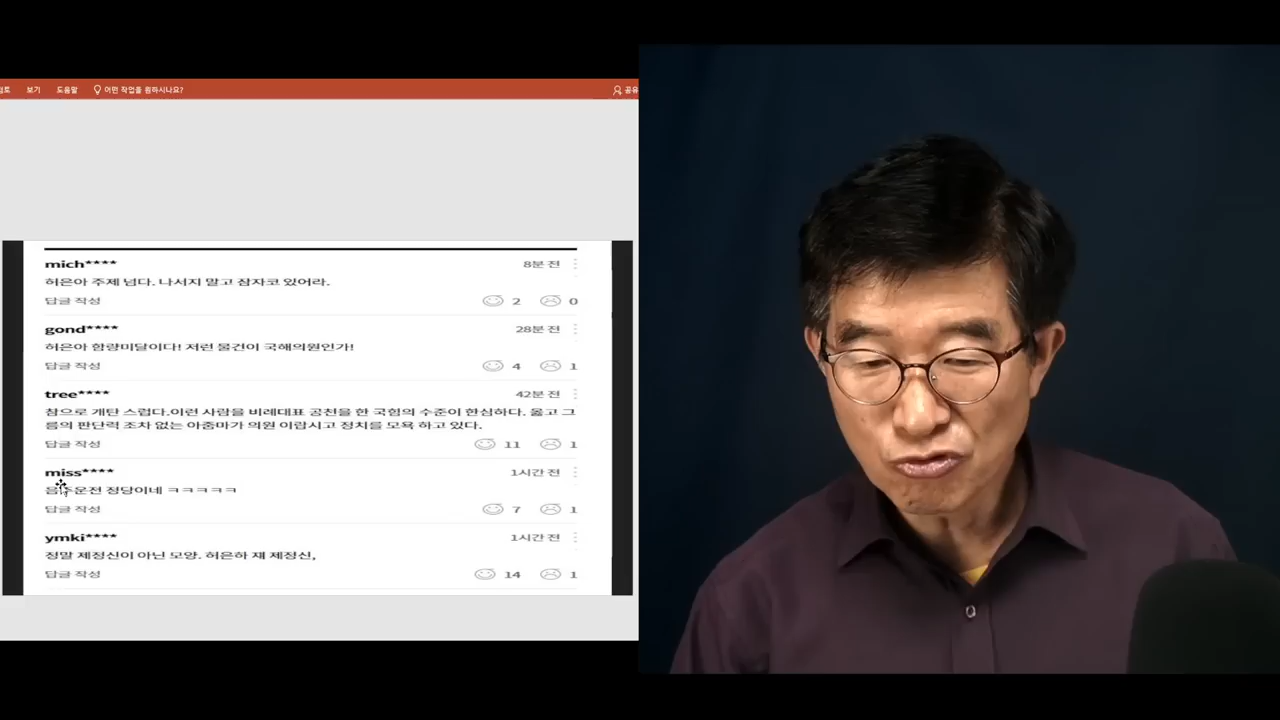 검토 보기 도움말 어떤 작업을 원하시나요? 공유
mich**** 8분 전
허은아 주제 넘다. 나서지 말고 잠자코 있어라.
답글 작성 2 0
gond**** 28분 전
허은아 함량미달이다! 저런 물건이 국해의원인가!
답글 작성 4 1
tree**** 42분 전
참으로 개탄 스럽다.이런 사람을 비례대표 공천을 한 국힘의 수준이 한심하다. 옳고 그
름의 판단력 조차 없는 아줌마가 의원 이랍시고 정치를 모욕 하고 있다.
답글 작성 11 1
miss**** 1시간 전
음주운전 정당이네 ㅋㅋㅋㅋㅋ
답글 작성 7 1
ymki**** 1시간 전
정말 제정신이 아닌 모양. 허은하 쟤 제정신,
답글 작성 14 1